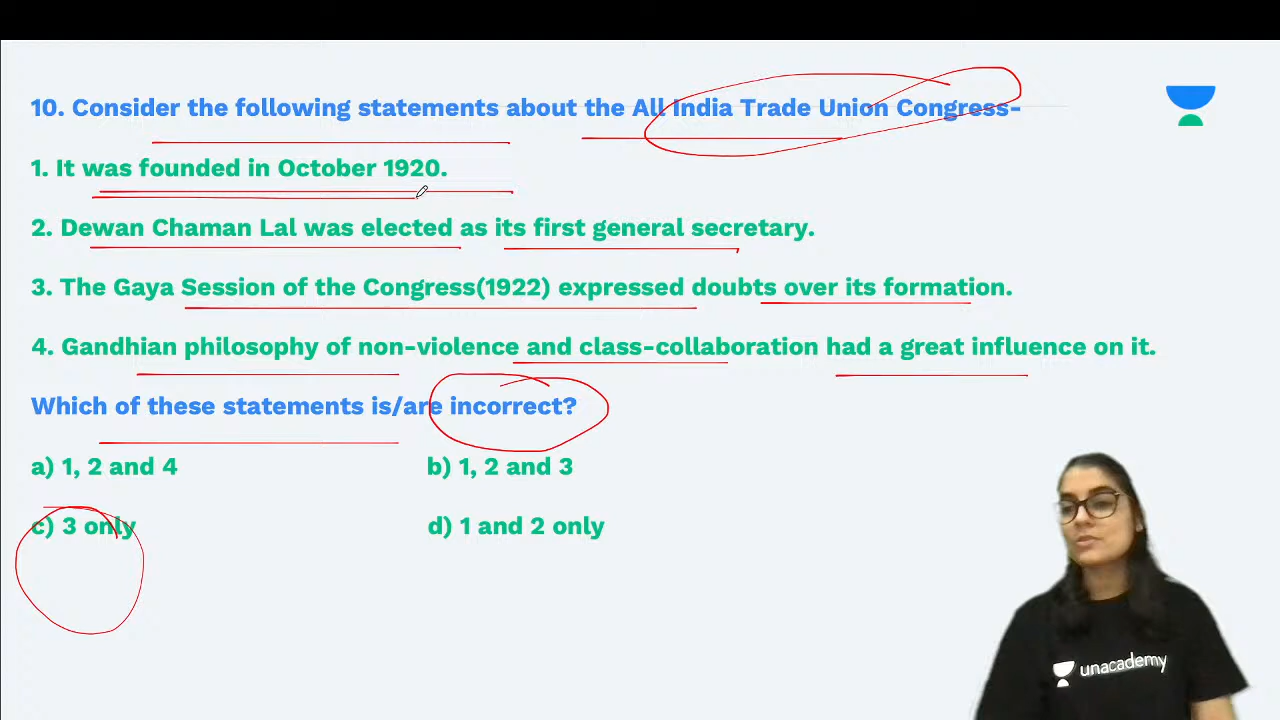 10. Consider the following statements about the All India Trade Union Congress-
1. It was founded in October 1920.
2. Dewan Chaman Lal was elected as its first general secretary.
3. The Gaya Session of the Congress(1922) expressed doubts over its formation.
4. Gandhian philosophy of non-violence and class-collaboration had a great influence on it.
Which of these statements is/are incorrect?
a) 1, 2 and 4 b) 1, 2 and 3
c) 3 only d) 1 and 2 only
unacademy